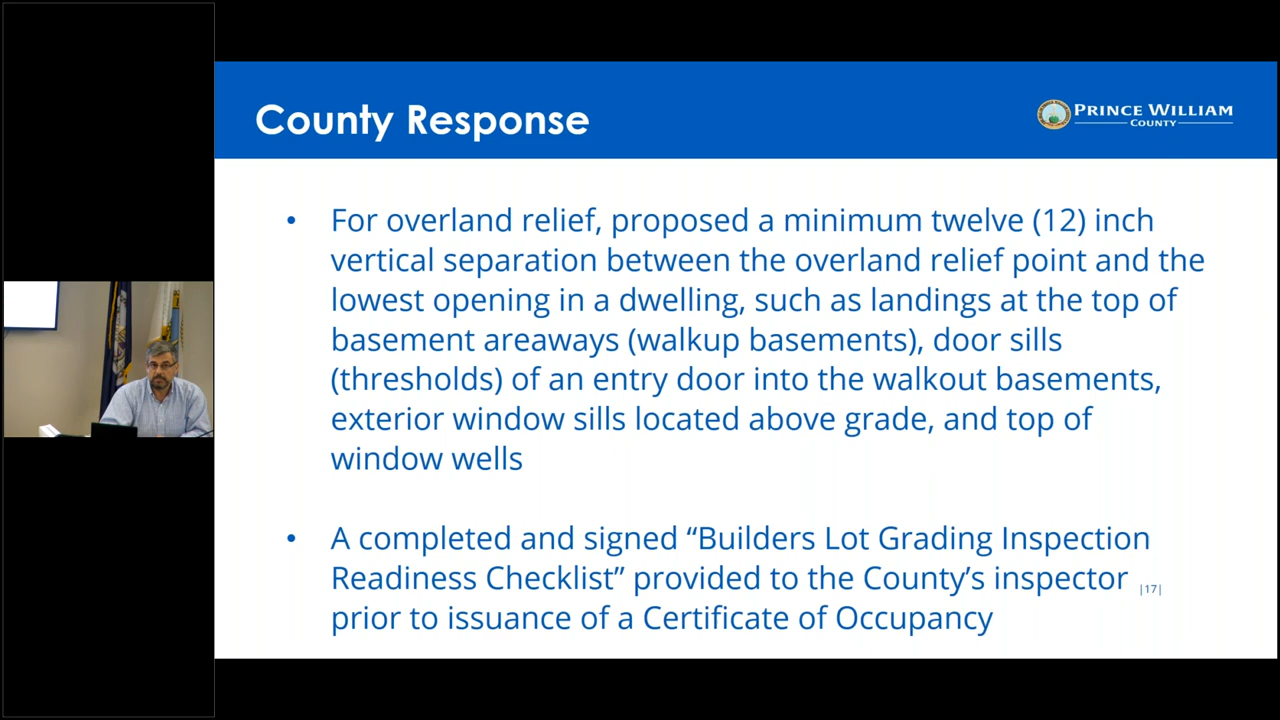 County Response
PRINCE WILLIAM
COUNTY
• For overland relief, proposed a minimum twelve (12) inch
vertical separation between the overland relief point and the
lowest opening in a dwelling, such as landings at the top of
basement areaways (walkup basements), door sills
(thresholds) of an entry door into the walkout basements,
exterior window sills located above grade, and top of
window wells
• A completed and signed “Builders Lot Grading Inspection
Readiness Checklist” provided to the County’s inspector
|17|
prior to issuance of a Certificate of Occupancy